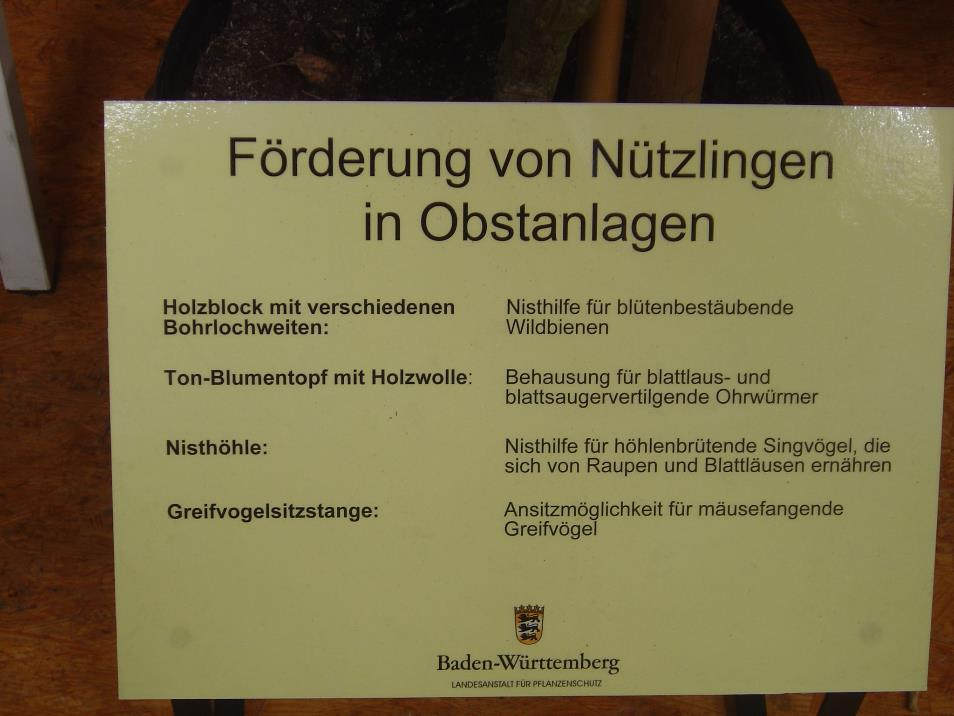 Förderung von Nützlingen
in Obstanlagen
Holzblock mit verschiedenen
Bohrlochweiten:
Nisthilfe für blütenbestäubende
Wildbienen
Ton-Blumentopf mit Holzwolle:
Behausung für blattlaus- und
blattsaugervertilgende Ohrwürmer
Nisthöhle:
Nisthilfe für höhlenbrütende Singvögel, die
sich von Raupen und Blattläusen ernähren
Greifvogelsitzstange:
Ansitzmöglichkeit für mäusefangende
Greifvögel
Baden-Württemberg
LANDESANSTALT FÜR PFLANZENSCHUTZ